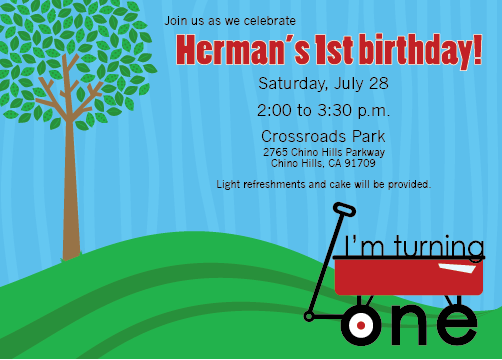 Join us as we celebrate
Herman's 1st birthday!
Saturday, July 28
2:00 to 3:30 p.m.
Crossroads Park
2765 Chino Hills Parkway
Chino Hills, CA 91709
Light refreshments and cake will be provided.
I'm turning
one